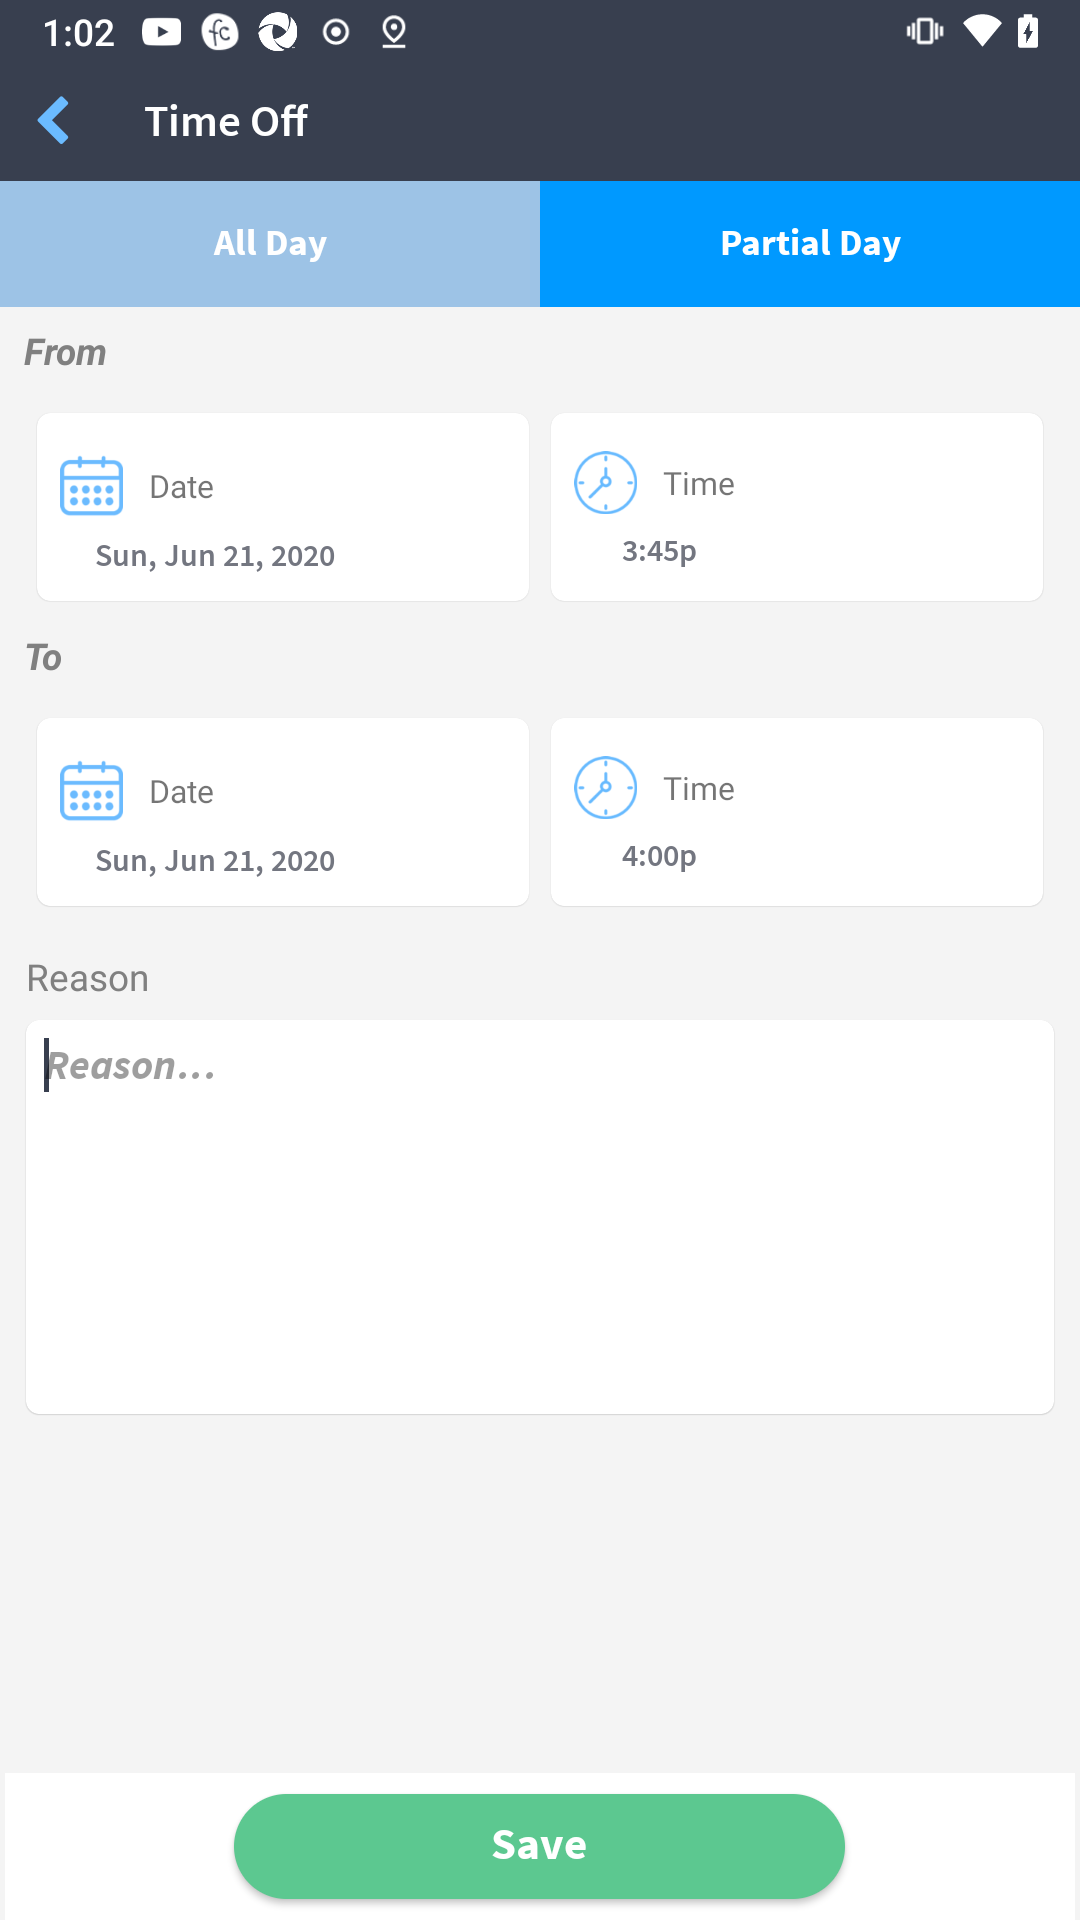 1:02
Time Off
All Day
Partial Day
From
Date
Time
Sun, Jun 21, 2020
3:45p
To
Date
Time
Sun, Jun 21, 2020
4:00p
Reason
Reason...
Save